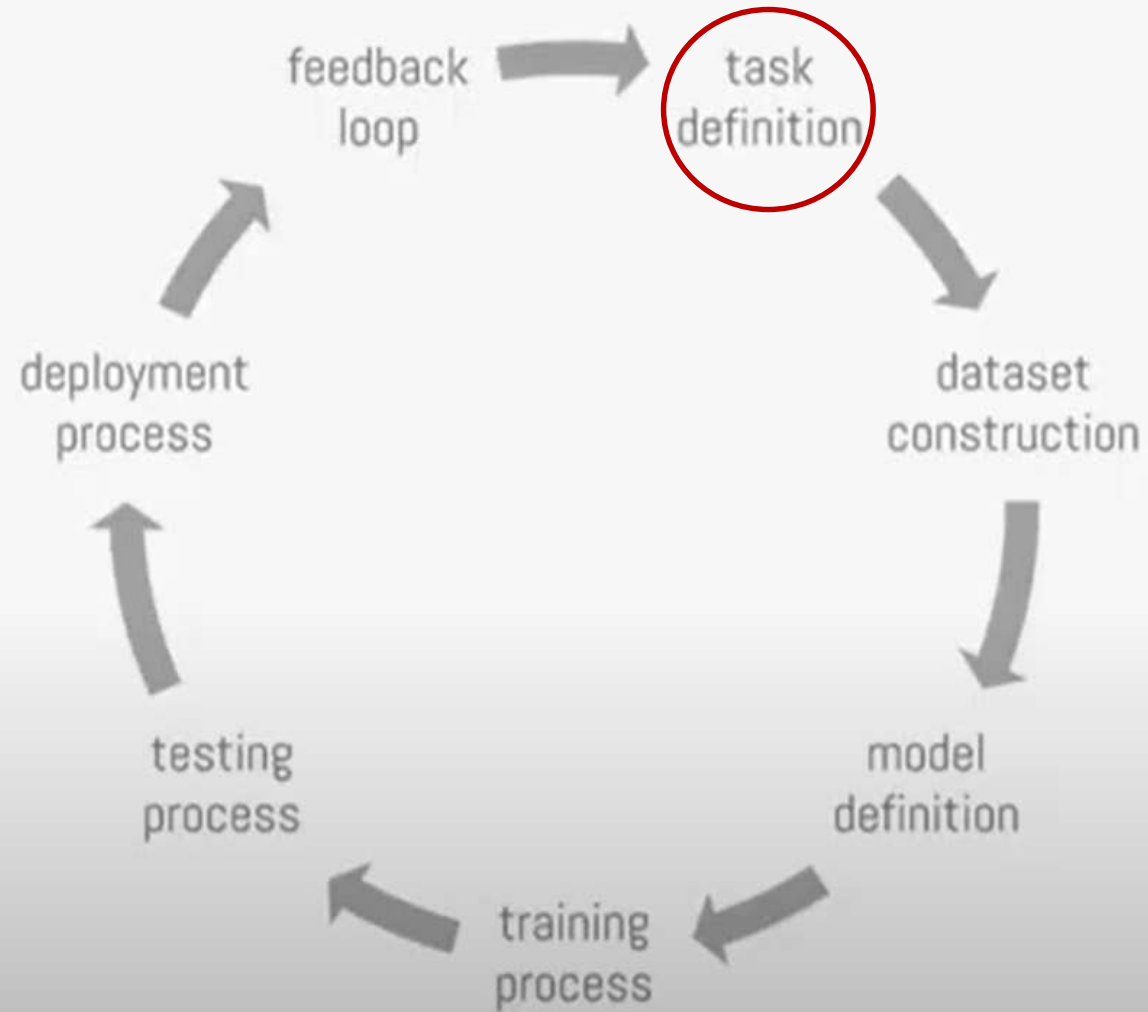 feedback
loop
task
definition
dataset
construction
model
definition
training
process
testing
process
deployment
process